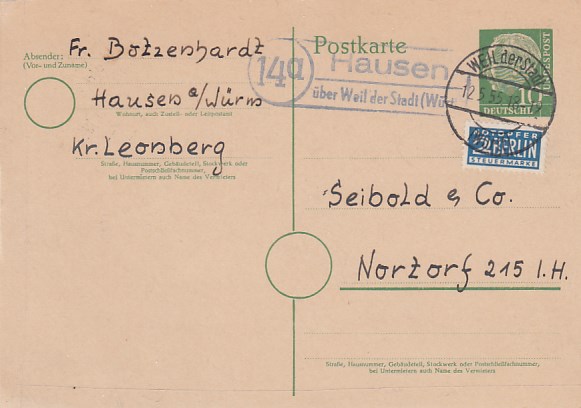 Absender:
(Vor- und Zuname)
Fr. Botzenhardt
Hausen a/Würm
Wohnort, auch Zustell- oder Leitpostamt
Kr. Leonberg
Straße, Hausnummer, Gebäudeteil, Stockwerk oder
Postschließfachnummer,
bei Untermietern auch Name des Vermieters
Postkarte
14a
Hausen
über Weil der Stadt (Württ
WEIL der Stadt
12.5.
10
DEUTSCHL
BUNDESPOST
NOTOPFER
2 BERLIN
STEUERMARKE
Seibold & Co.
Nortorf 215 i.H.
Straße, Hausnummer, Gebäudeteil, Stockwerk oder Postschließfachnummer,
bei Untermietern auch Name des Vermieters